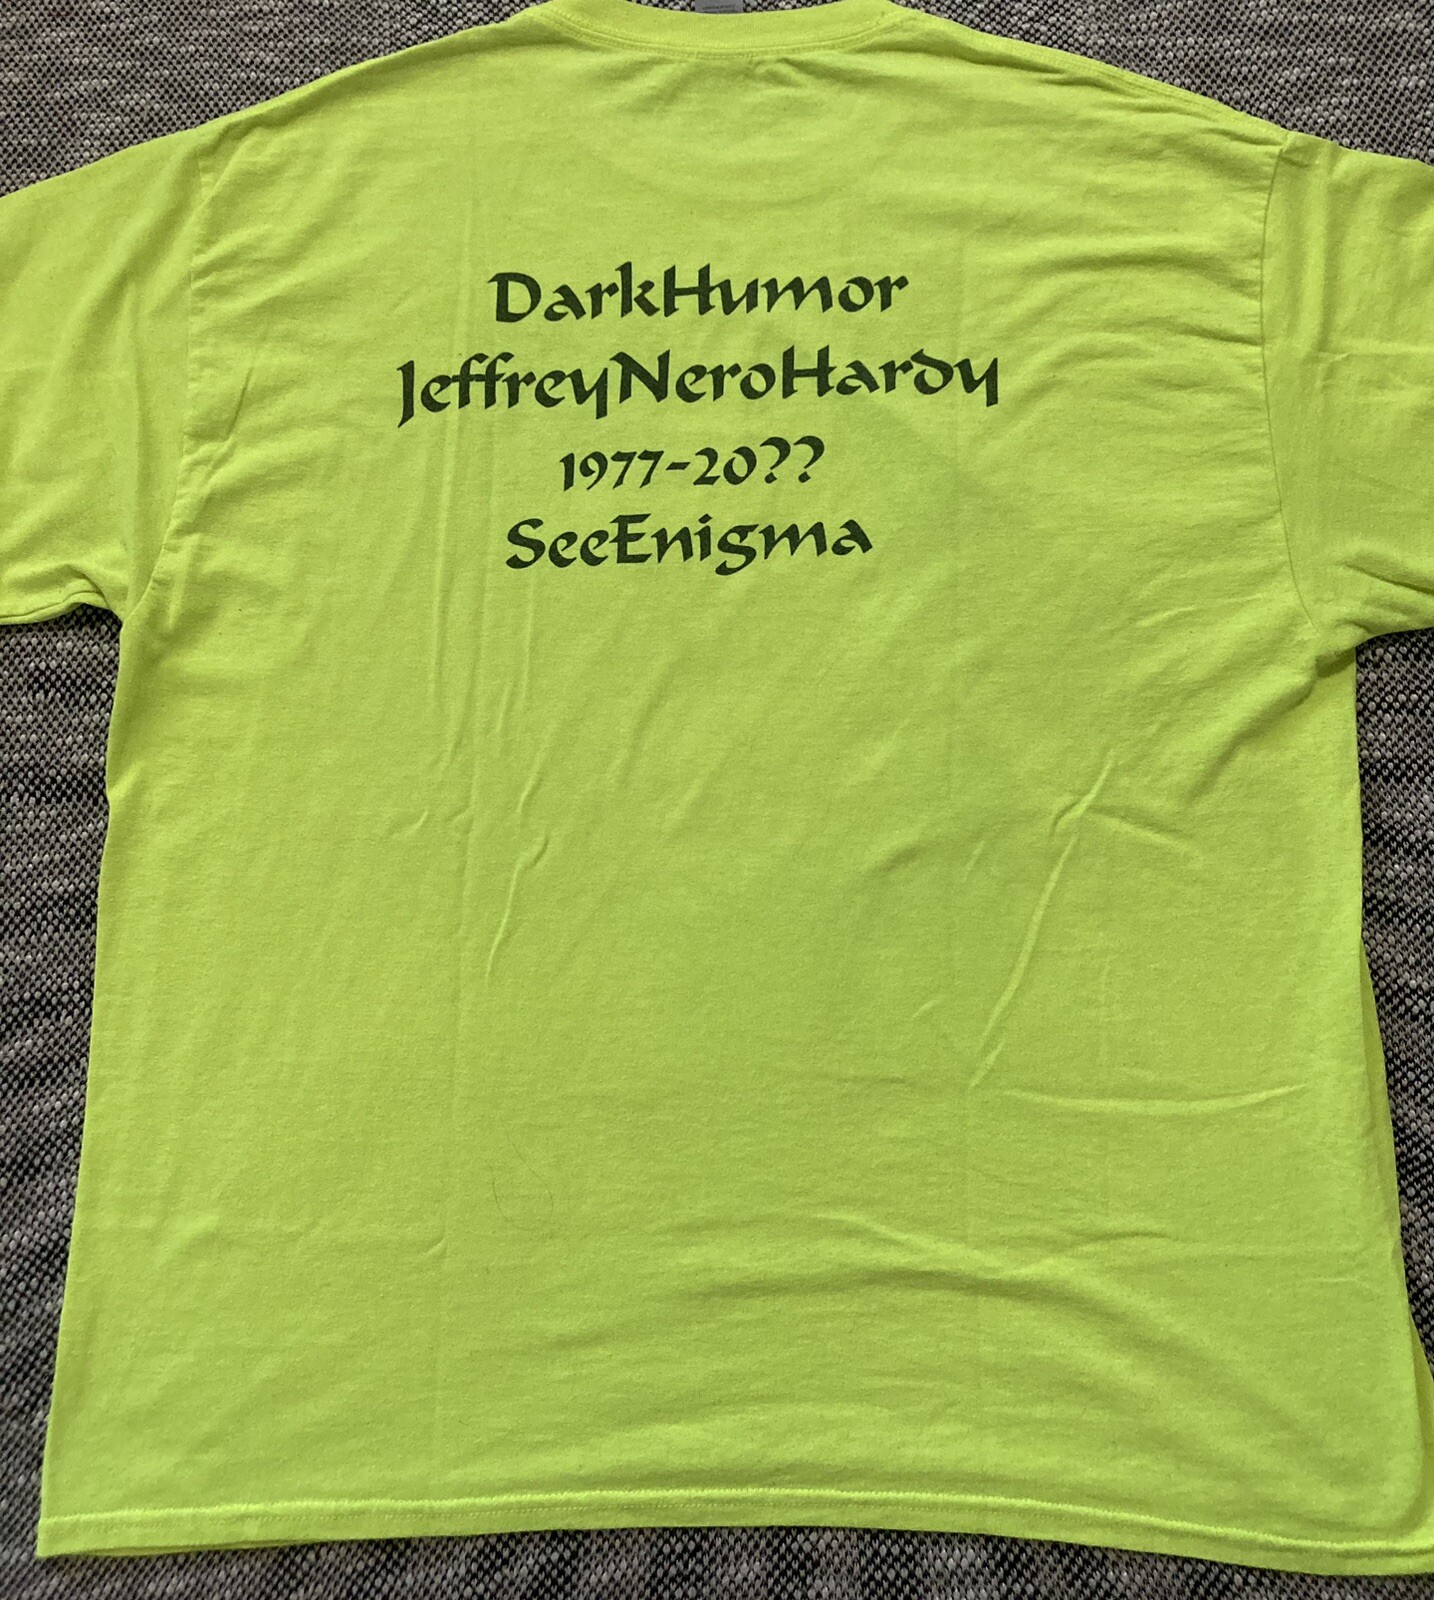 DarkHumor
JeffreyNeroHardy
1977-20??
SeeEnigma